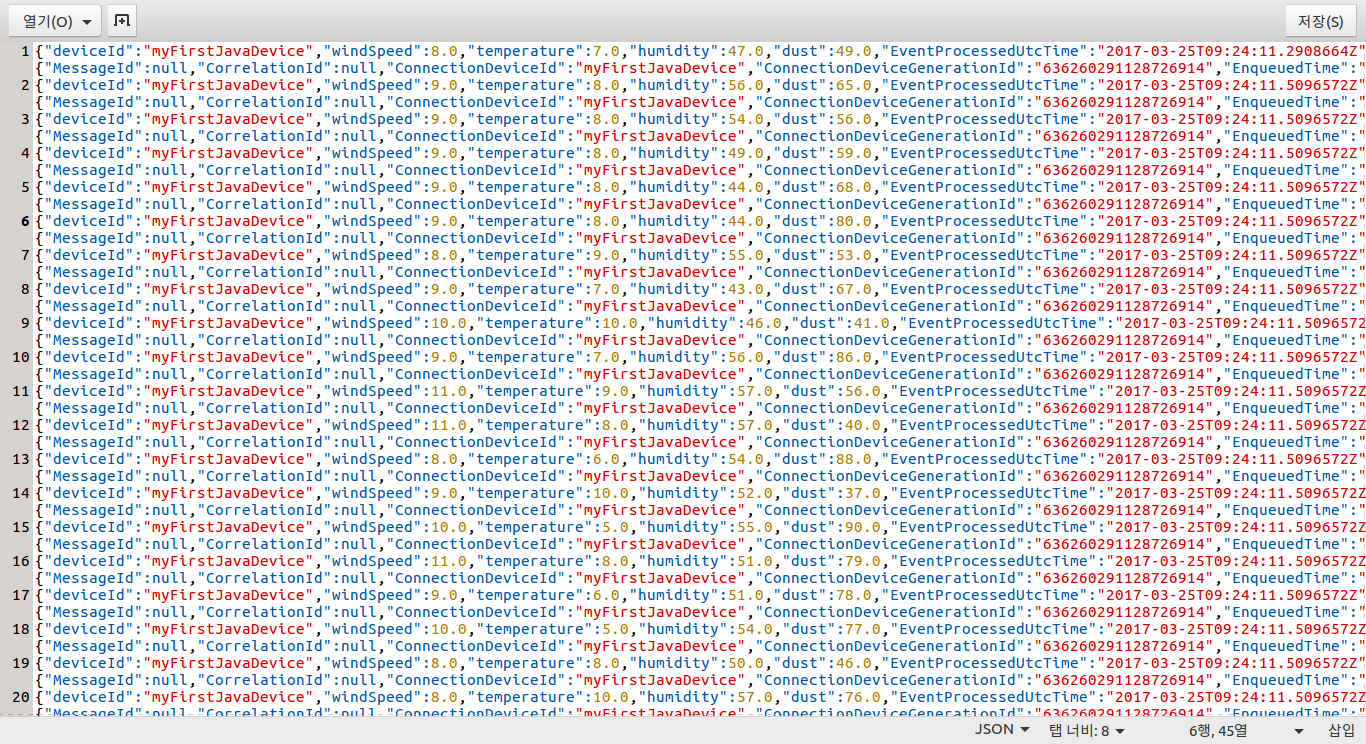 열기(O)
저장(S)
1 {"deviceId":"myFirstJavaDevice","windSpeed":8.0,"temperature":7.0,"humidity":47.0,"dust":49.0,"EventProcessedUtcTime":"2017-03-25T09:24:11.2908664Z"
{"MessageId":null,"CorrelationId":null,"ConnectionDeviceId":"myFirstJavaDevice","ConnectionDeviceGenerationId":"636260291128726914","EnqueuedTime":"
2 {"deviceId":"myFirstJavaDevice","windSpeed":9.0,"temperature":8.0,"humidity":56.0,"dust":65.0,"EventProcessedUtcTime":"2017-03-25T09:24:11.5096572Z"
{"MessageId":null,"CorrelationId":null,"ConnectionDeviceId":"myFirstJavaDevice","ConnectionDeviceGenerationId":"636260291128726914","EnqueuedTime":"
3 {"deviceId":"myFirstJavaDevice","windSpeed":9.0,"temperature":8.0,"humidity":54.0,"dust":56.0,"EventProcessedUtcTime":"2017-03-25T09:24:11.5096572Z"
{"MessageId":null,"CorrelationId":null,"ConnectionDeviceId":"myFirstJavaDevice","ConnectionDeviceGenerationId":"636260291128726914","EnqueuedTime":"
4 {"deviceId":"myFirstJavaDevice","windSpeed":9.0,"temperature":8.0,"humidity":49.0,"dust":59.0,"EventProcessedUtcTime":"2017-03-25T09:24:11.5096572Z"
{"MessageId":null,"CorrelationId":null,"ConnectionDeviceId":"myFirstJavaDevice","ConnectionDeviceGenerationId":"636260291128726914","EnqueuedTime":"
5 {"deviceId":"myFirstJavaDevice","windSpeed":9.0,"temperature":8.0,"humidity":44.0,"dust":68.0,"EventProcessedUtcTime":"2017-03-25T09:24:11.5096572Z"
{"MessageId":null,"CorrelationId":null,"ConnectionDeviceId":"myFirstJavaDevice","ConnectionDeviceGenerationId":"636260291128726914","EnqueuedTime":"
6 {"deviceId":"myFirstJavaDevice","windSpeed":9.0,"temperature":8.0,"humidity":44.0,"dust":80.0,"EventProcessedUtcTime":"2017-03-25T09:24:11.5096572Z"
{"MessageId":null,"CorrelationId":null,"ConnectionDeviceId":"myFirstJavaDevice","ConnectionDeviceGenerationId":"636260291128726914","EnqueuedTime":"
7 {"deviceId":"myFirstJavaDevice","windSpeed":8.0,"temperature":9.0,"humidity":55.0,"dust":53.0,"EventProcessedUtcTime":"2017-03-25T09:24:11.5096572Z"
{"MessageId":null,"CorrelationId":null,"ConnectionDeviceId":"myFirstJavaDevice","ConnectionDeviceGenerationId":"636260291128726914","EnqueuedTime":"
8 {"deviceId":"myFirstJavaDevice","windSpeed":9.0,"temperature":7.0,"humidity":43.0,"dust":67.0,"EventProcessedUtcTime":"2017-03-25T09:24:11.5096572Z"
{"MessageId":null,"CorrelationId":null,"ConnectionDeviceId":"myFirstJavaDevice","ConnectionDeviceGenerationId":"636260291128726914","EnqueuedTime":"
9 {"deviceId":"myFirstJavaDevice","windSpeed":10.0,"temperature":10.0,"humidity":46.0,"dust":41.0,"EventProcessedUtcTime":"2017-03-25T09:24:11.5096572
{"MessageId":null,"CorrelationId":null,"ConnectionDeviceId":"myFirstJavaDevice","ConnectionDeviceGenerationId":"636260291128726914","EnqueuedTime":"
10 {"deviceId":"myFirstJavaDevice","windSpeed":9.0,"temperature":7.0,"humidity":56.0,"dust":86.0,"EventProcessedUtcTime":"2017-03-25T09:24:11.5096572Z"
{"MessageId":null,"CorrelationId":null,"ConnectionDeviceId":"myFirstJavaDevice","ConnectionDeviceGenerationId":"636260291128726914","EnqueuedTime":"
11 {"deviceId":"myFirstJavaDevice","windSpeed":11.0,"temperature":9.0,"humidity":57.0,"dust":56.0,"EventProcessedUtcTime":"2017-03-25T09:24:11.5096572Z
{"MessageId":null,"CorrelationId":null,"ConnectionDeviceId":"myFirstJavaDevice","ConnectionDeviceGenerationId":"636260291128726914","EnqueuedTime":"
12 {"deviceId":"myFirstJavaDevice","windSpeed":11.0,"temperature":8.0,"humidity":57.0,"dust":40.0,"EventProcessedUtcTime":"2017-03-25T09:24:11.5096572Z
{"MessageId":null,"CorrelationId":null,"ConnectionDeviceId":"myFirstJavaDevice","ConnectionDeviceGenerationId":"636260291128726914","EnqueuedTime":"
13 {"deviceId":"myFirstJavaDevice","windSpeed":8.0,"temperature":6.0,"humidity":54.0,"dust":88.0,"EventProcessedUtcTime":"2017-03-25T09:24:11.5096572Z"
{"MessageId":null,"CorrelationId":null,"ConnectionDeviceId":"myFirstJavaDevice","ConnectionDeviceGenerationId":"636260291128726914","EnqueuedTime":"
14 {"deviceId":"myFirstJavaDevice","windSpeed":9.0,"temperature":10.0,"humidity":52.0,"dust":37.0,"EventProcessedUtcTime":"2017-03-25T09:24:11.5096572Z
{"MessageId":null,"CorrelationId":null,"ConnectionDeviceId":"myFirstJavaDevice","ConnectionDeviceGenerationId":"636260291128726914","EnqueuedTime":"
15 {"deviceId":"myFirstJavaDevice","windSpeed":10.0,"temperature":5.0,"humidity":55.0,"dust":90.0,"EventProcessedUtcTime":"2017-03-25T09:24:11.5096572Z
{"MessageId":null,"CorrelationId":null,"ConnectionDeviceId":"myFirstJavaDevice","ConnectionDeviceGenerationId":"636260291128726914","EnqueuedTime":"
16 {"deviceId":"myFirstJavaDevice","windSpeed":11.0,"temperature":8.0,"humidity":51.0,"dust":79.0,"EventProcessedUtcTime":"2017-03-25T09:24:11.5096572Z
{"MessageId":null,"CorrelationId":null,"ConnectionDeviceId":"myFirstJavaDevice","ConnectionDeviceGenerationId":"636260291128726914","EnqueuedTime":"
17 {"deviceId":"myFirstJavaDevice","windSpeed":9.0,"temperature":6.0,"humidity":51.0,"dust":78.0,"EventProcessedUtcTime":"2017-03-25T09:24:11.5096572Z"
{"MessageId":null,"CorrelationId":null,"ConnectionDeviceId":"myFirstJavaDevice","ConnectionDeviceGenerationId":"636260291128726914","EnqueuedTime":"
18 {"deviceId":"myFirstJavaDevice","windSpeed":10.0,"temperature":5.0,"humidity":54.0,"dust":77.0,"EventProcessedUtcTime":"2017-03-25T09:24:11.5096572Z
{"MessageId":null,"CorrelationId":null,"ConnectionDeviceId":"myFirstJavaDevice","ConnectionDeviceGenerationId":"636260291128726914","EnqueuedTime":"
19 {"deviceId":"myFirstJavaDevice","windSpeed":8.0,"temperature":8.0,"humidity":50.0,"dust":46.0,"EventProcessedUtcTime":"2017-03-25T09:24:11.5096572Z"
{"MessageId":null,"CorrelationId":null,"ConnectionDeviceId":"myFirstJavaDevice","ConnectionDeviceGenerationId":"636260291128726914","EnqueuedTime":"
20 {"deviceId":"myFirstJavaDevice","windSpeed":8.0,"temperature":10.0,"humidity":57.0,"dust":76.0,"EventProcessedUtcTime":"2017-03-25T09:24:11.5096572Z
{"MessageId":null,"CorrelationId":null,"ConnectionDeviceId":"myFirstJavaDevice","ConnectionDeviceGenerationId":"636260291128726914","EnqueuedTime":"
JSON 탭 너비: 8 6행, 45열 삽입